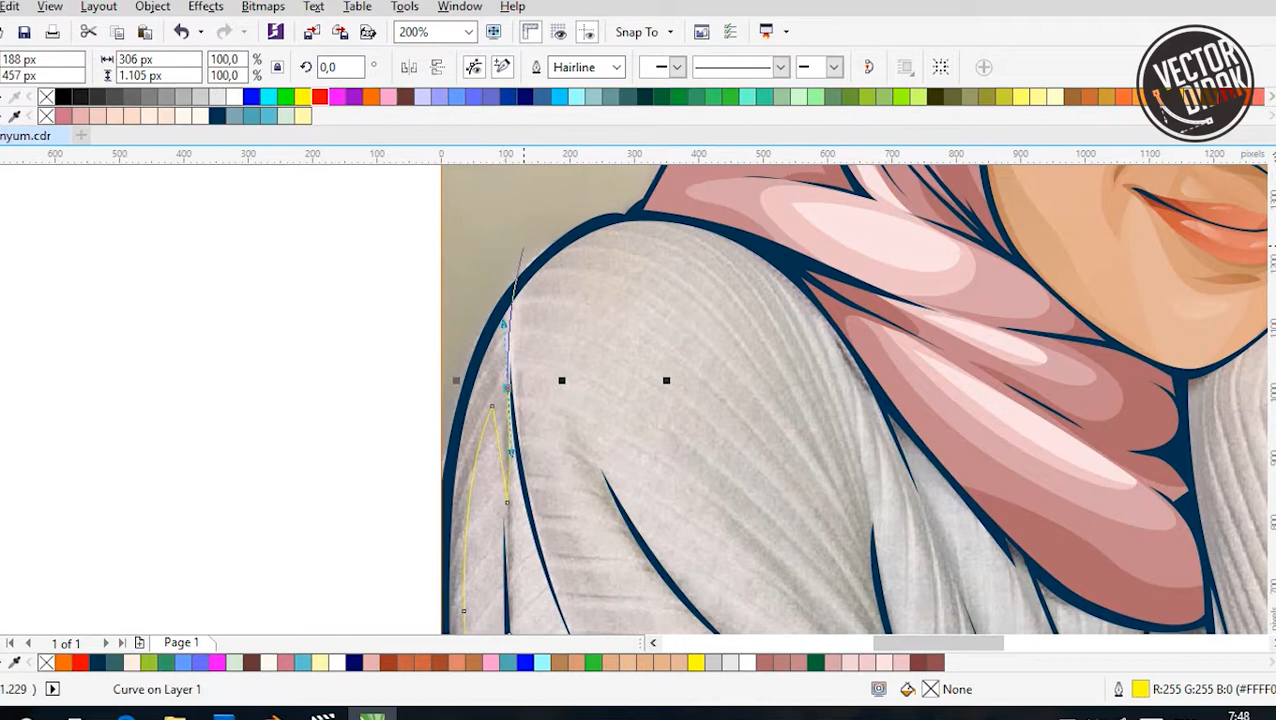 Edit View Layout Object Effects Bitmaps Text Table Tools Window Help
200% Snap To
188 px 306 px 100,0 % 0,0 ° Hairline
457 px 1.105 px 100,0 %
VECTOR
DIDIK
nyum.cdr
600 500 400 300 200 100 0 100 200 300 400 500 600 700 800 900 1000 1100 1200 pixels
1 of 1 Page 1
1.229 ) Curve on Layer 1 None R:255 G:255 B:0 (#FFFF0
7:48